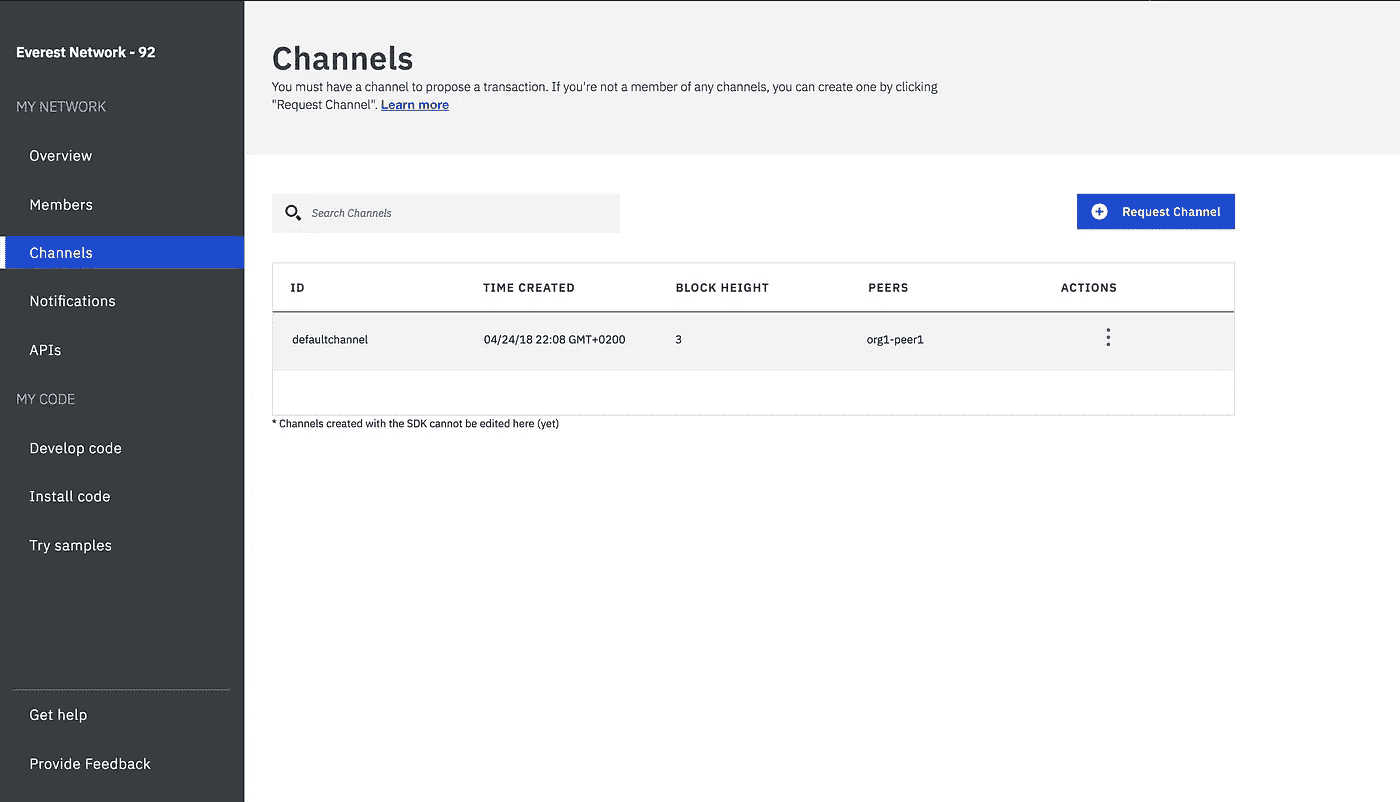 Everest Network - 92
MY NETWORK
Overview
Members
Channels
Notifications
APIs
MY CODE
Develop code
Install code
Try samples
Get help
Provide Feedback
Channels
You must have a channel to propose a transaction. If you're not a member of any channels, you can create one by clicking
"Request Channel". Learn more
Search Channels
Request Channel
ID TIME CREATED BLOCK HEIGHT PEERS ACTIONS
defaultchannel 04/24/18 22:08 GMT+0200 3 org1-peer1
* Channels created with the SDK cannot be edited here (yet)